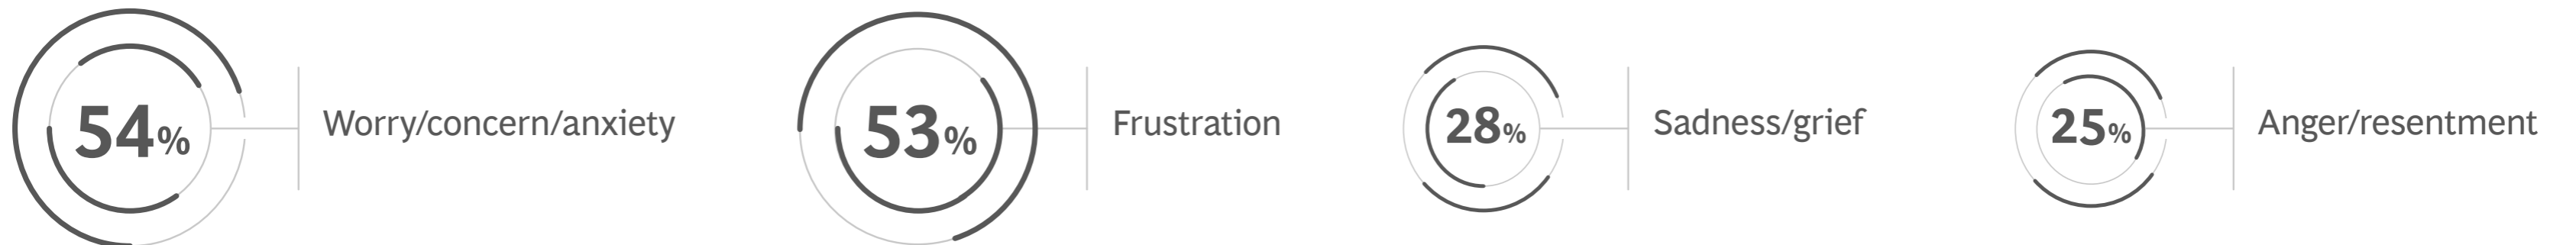 54% Worry/concern/anxiety
53% Frustration
28% Sadness/grief
25% Anger/resentment